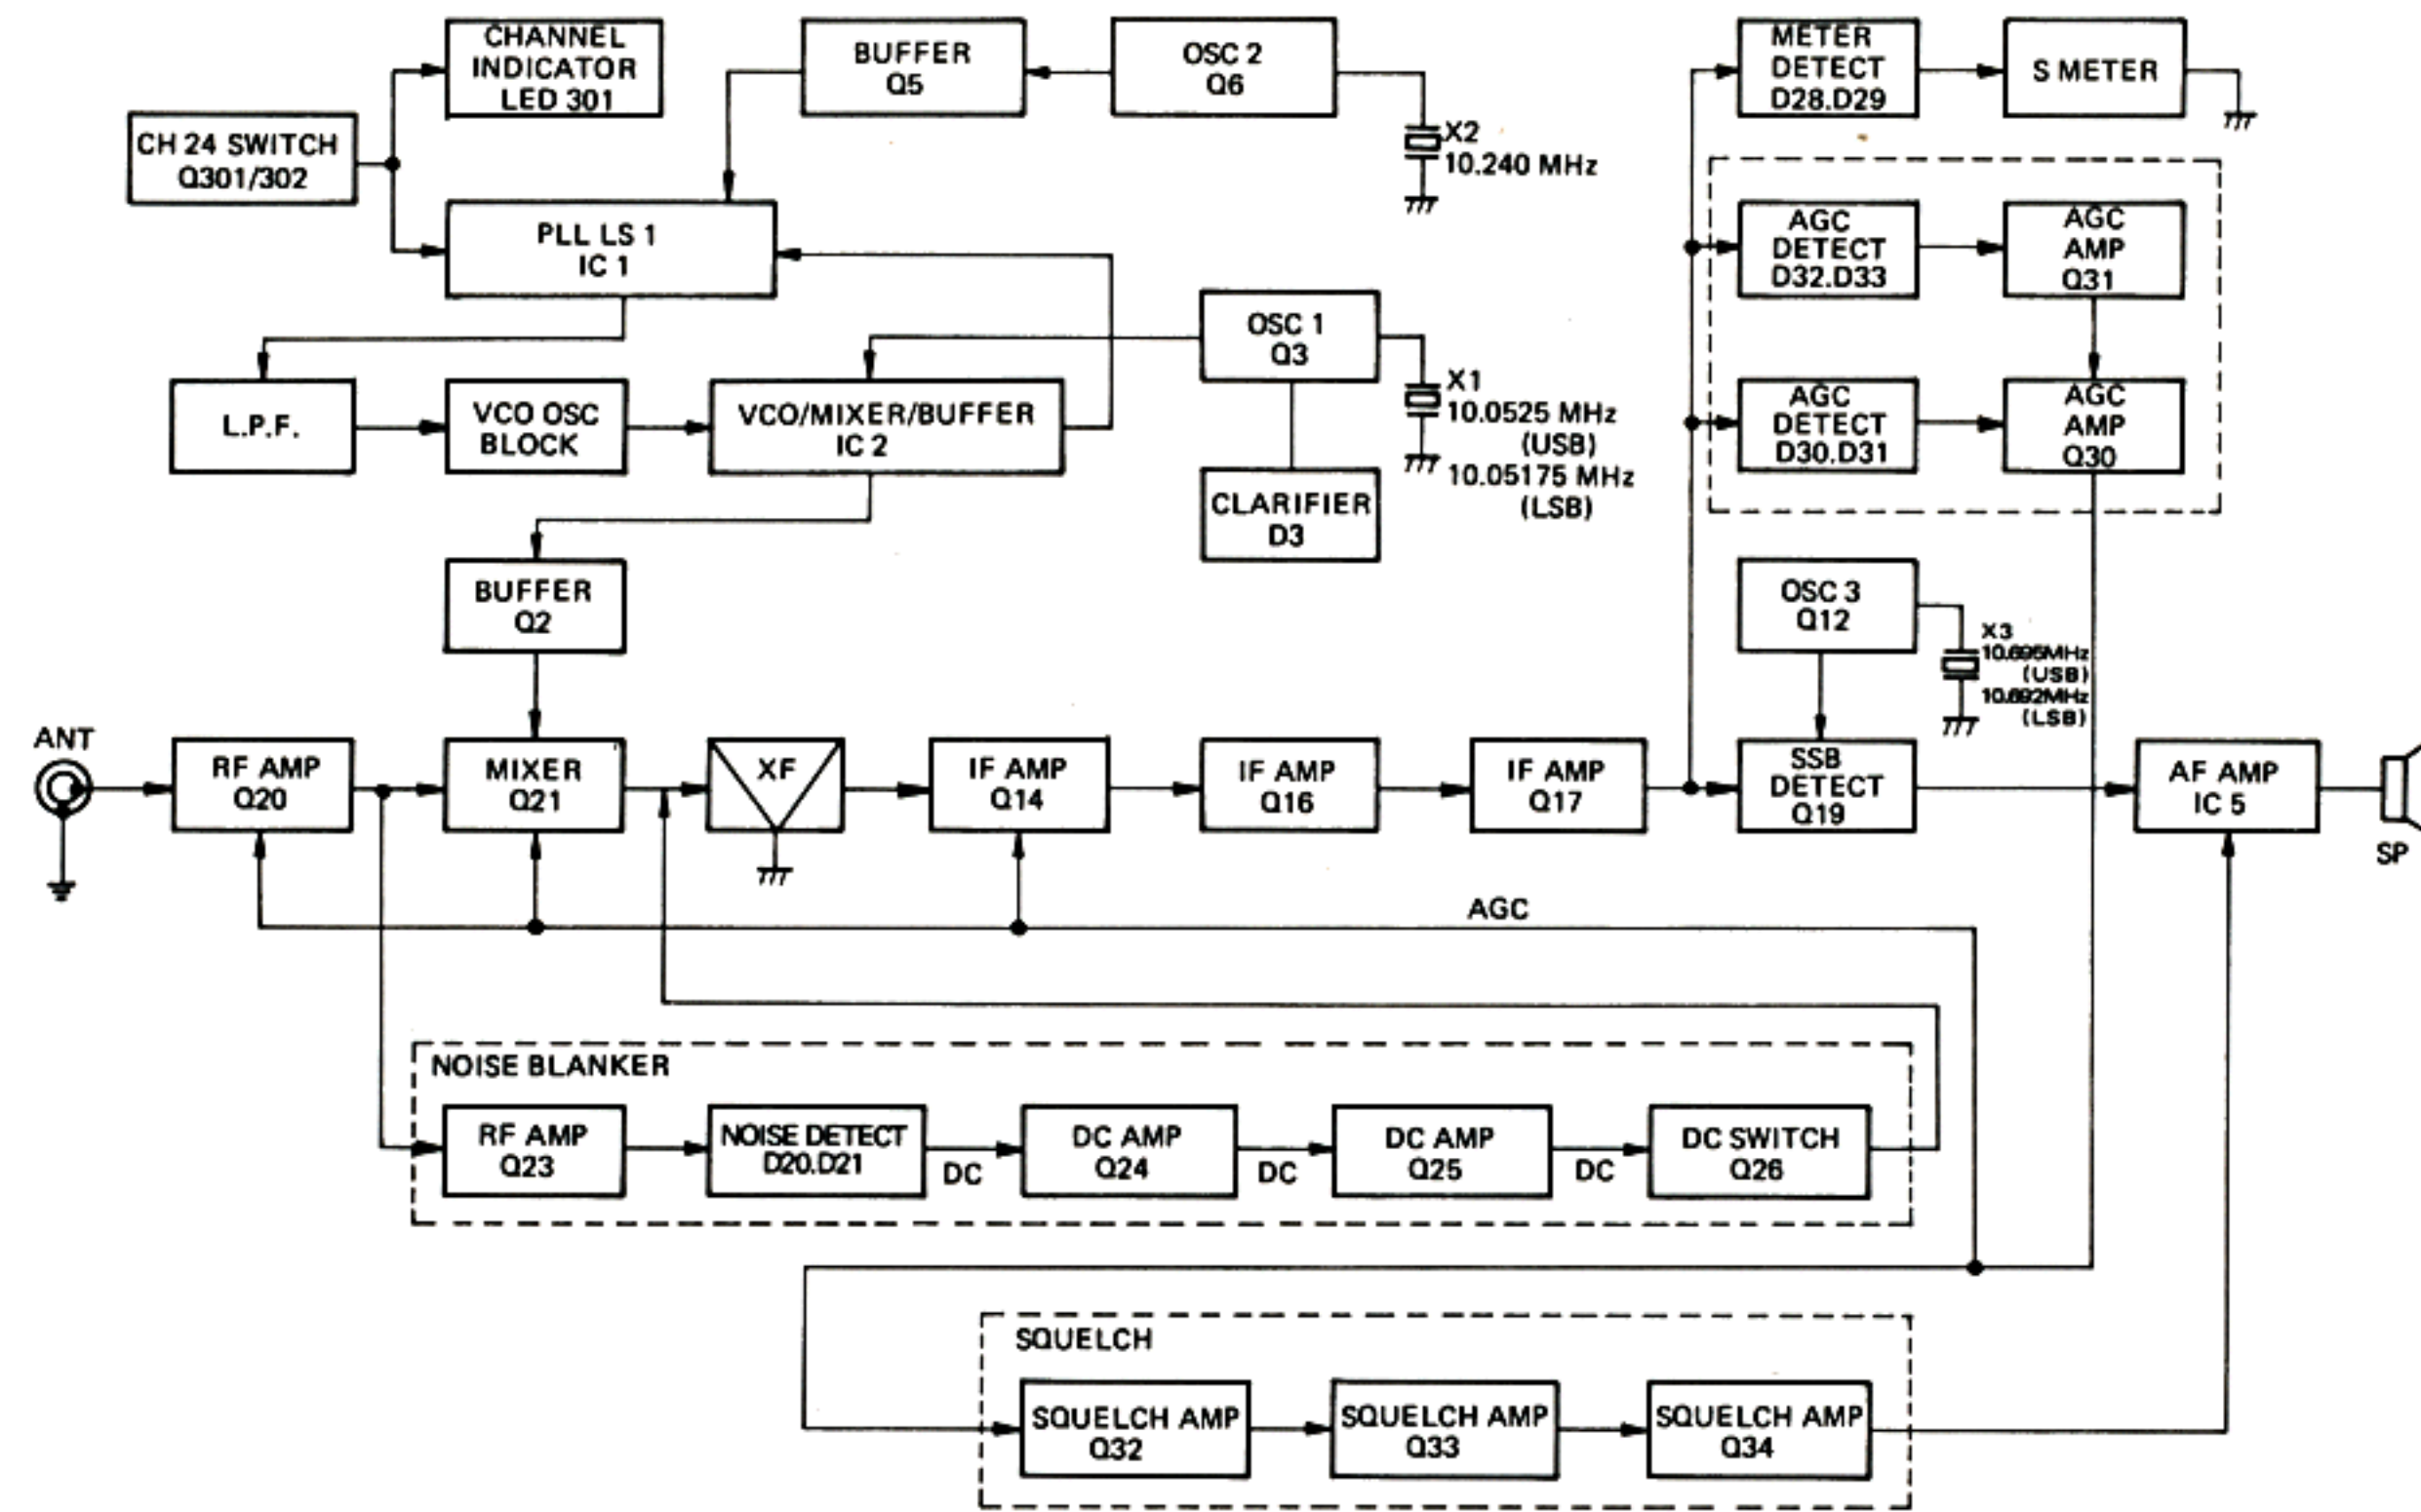 CHANNEL
INDICATOR
LED 301
BUFFER
Q5
OSC 2
Q6
METER
DETECT
D28.D29
S METER
CH 24 SWITCH
Q301/302
X2
10.240 MHz
PLL LS 1
IC 1
AGC
DETECT
D32.D33
AGC
AMP
Q31
OSC 1
Q3
X1
10.0525 MHz
(USB)
10.05175 MHz
(LSB)
L.P.F.
VCO OSC
BLOCK
VCO/MIXER/BUFFER
IC 2
AGC
DETECT
D30.D31
AGC
AMP
Q30
CLARIFIER
D3
BUFFER
Q2
OSC 3
Q12
X3
10.695MHz
(USB)
10.692MHz
(LSB)
ANT
RF AMP
Q20
MIXER
Q21
XF
IF AMP
Q14
IF AMP
Q16
IF AMP
Q17
SSB
DETECT
Q19
AF AMP
IC 5
SP
AGC
NOISE BLANKER
RF AMP
Q23
NOISE DETECT
D20.D21
DC
DC AMP
Q24
DC
DC AMP
Q25
DC
DC SWITCH
Q26
SQUELCH
SQUELCH AMP
Q32
SQUELCH AMP
Q33
SQUELCH AMP
Q34